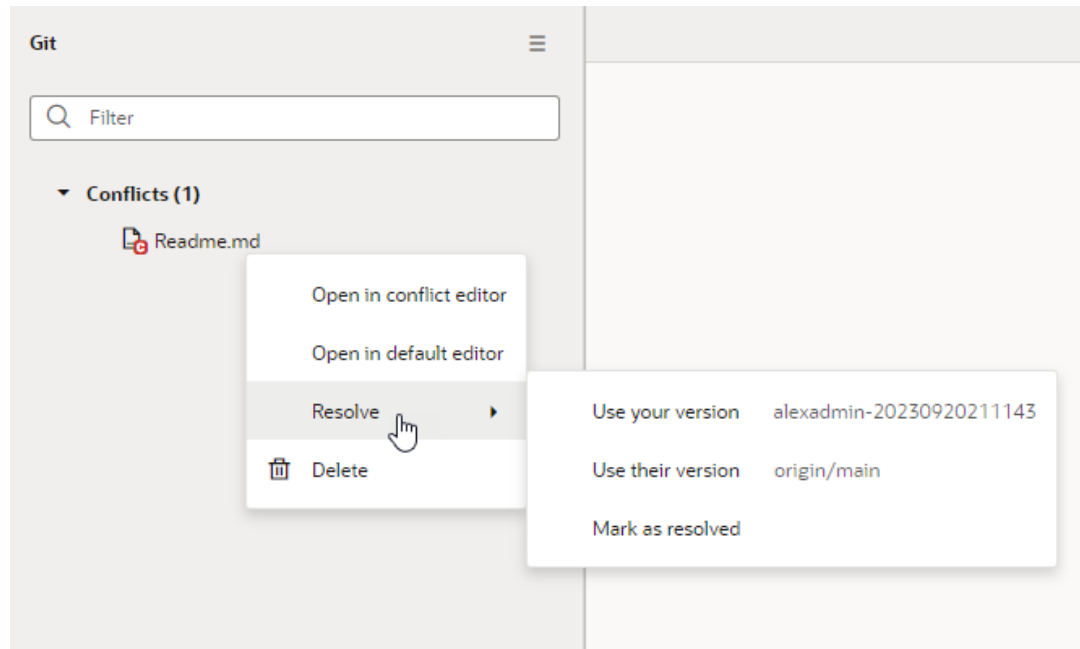 Git
Filter
Conflicts (1)
Readme.md
Open in conflict editor
Open in default editor
Resolve
Delete
Use your version alexadmin-20230920211143
Use their version origin/main
Mark as resolved